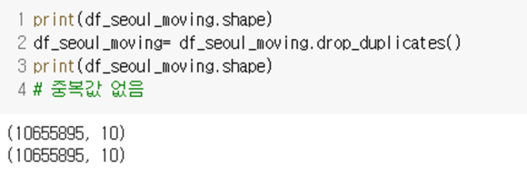 1 print(df_seoul_moving.shape)
2 df_seoul_moving= df_seoul_moving.drop_duplicates()
3 print(df_seoul_moving.shape)
4 # 중복값 없음
(10655895, 10)
(10655895, 10)